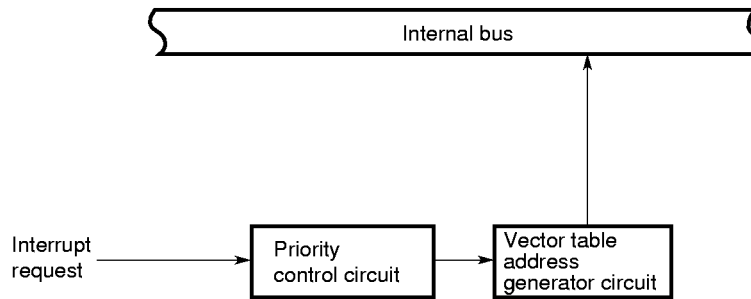 Internal bus
Interrupt
request
Priority
control circuit
Vector table
address
generator circuit